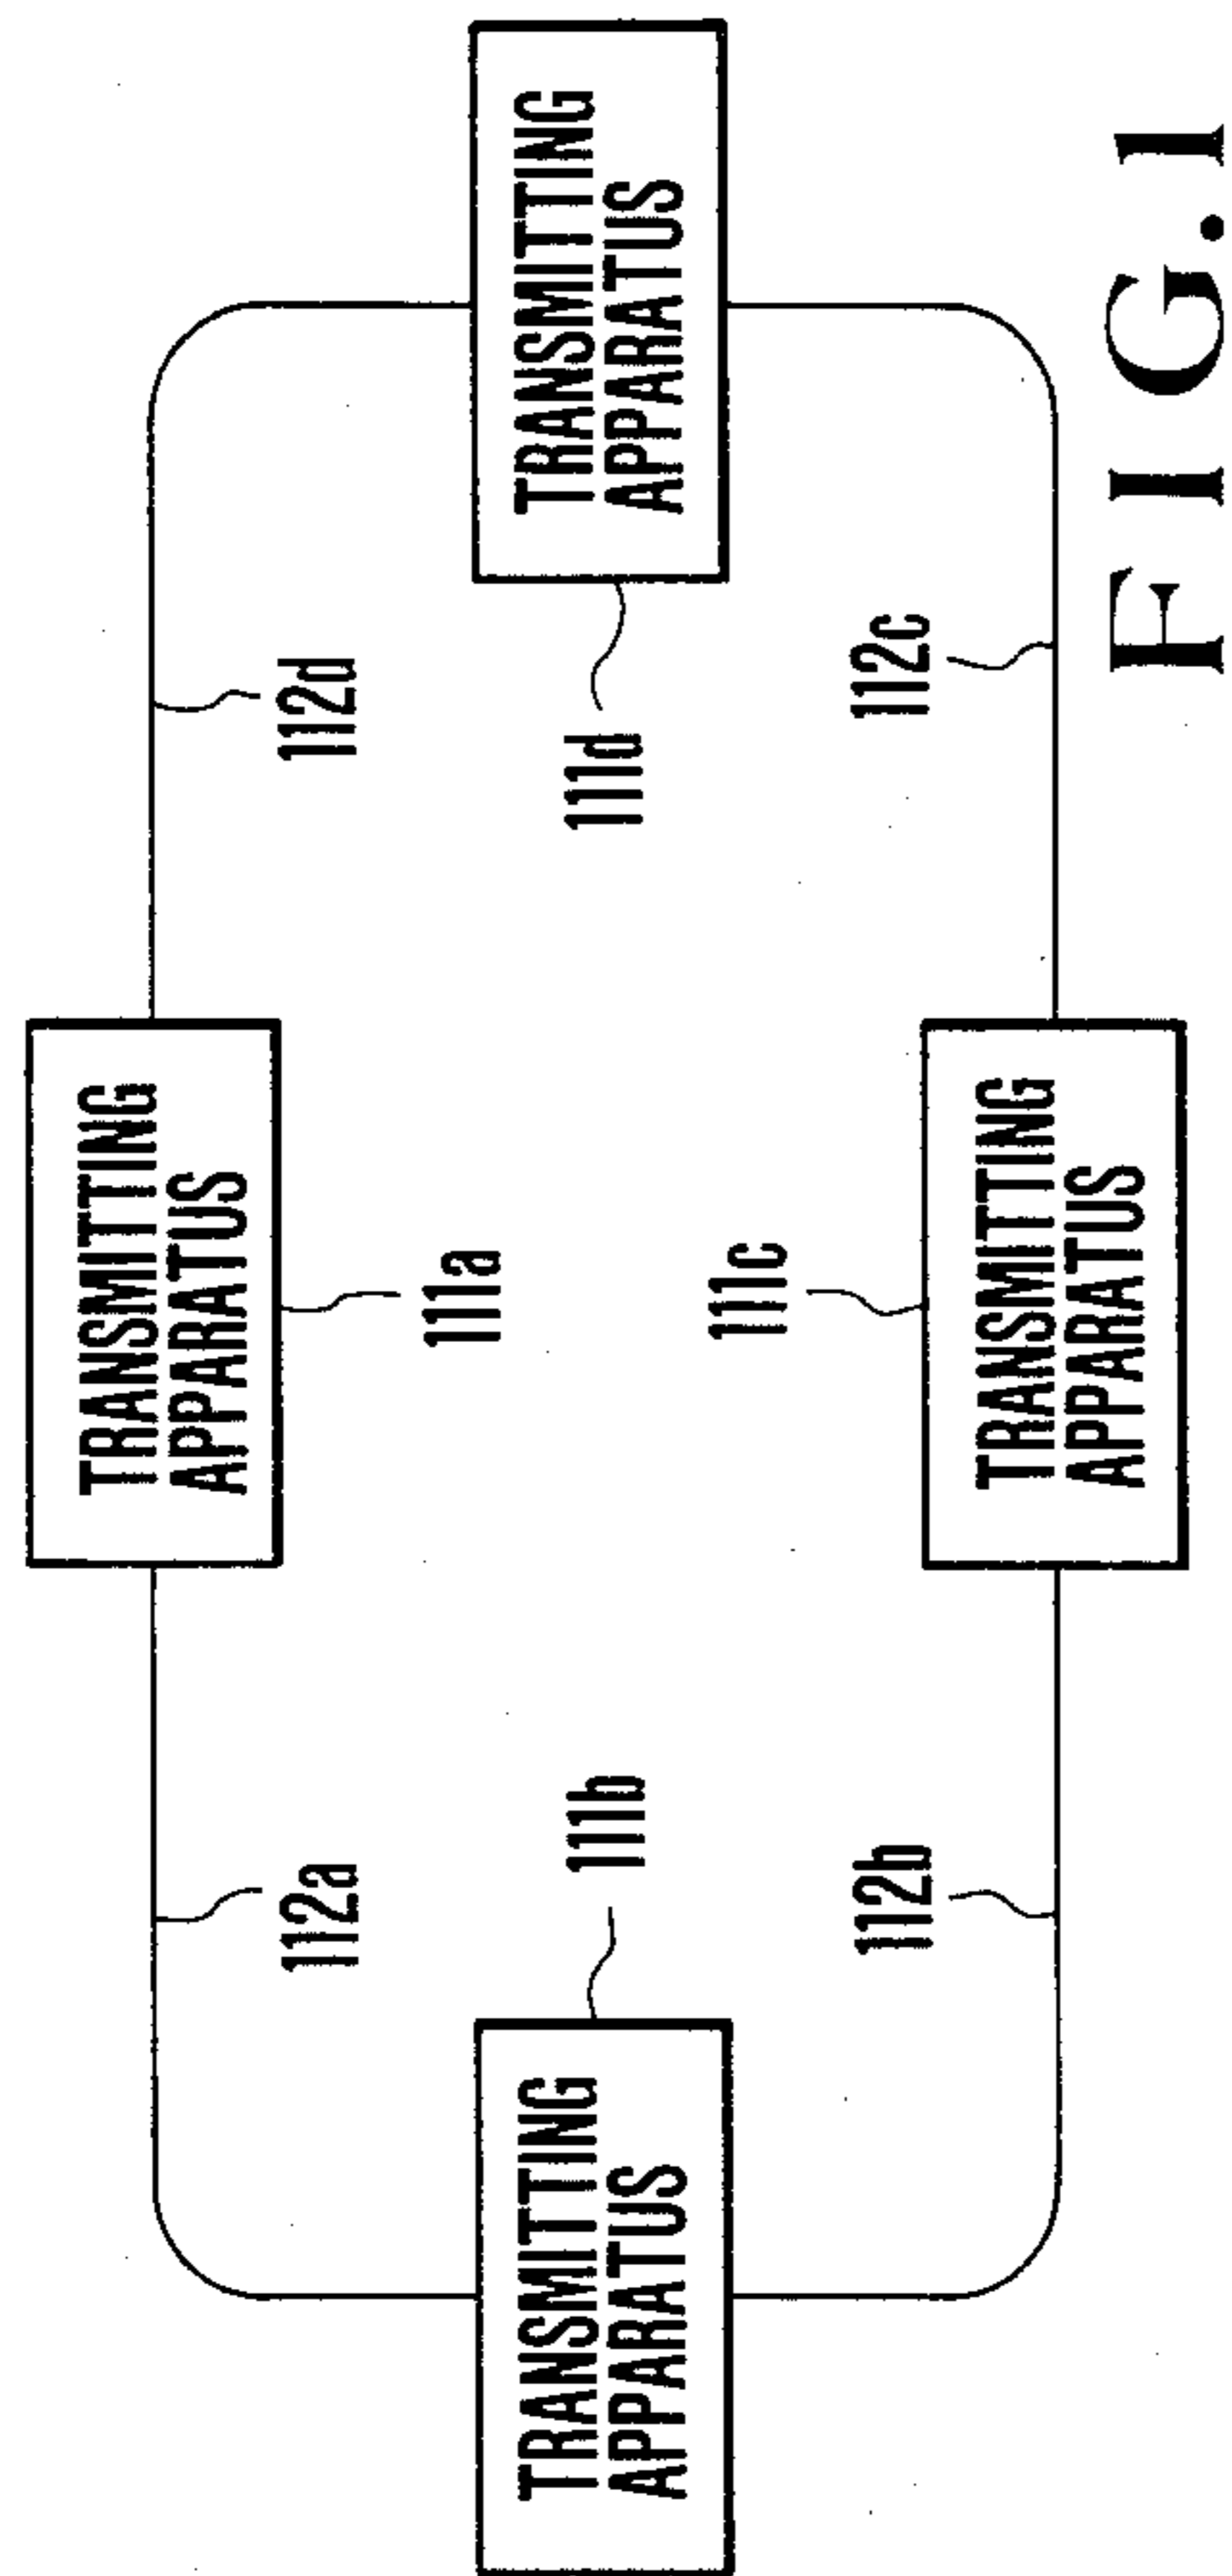 TRANSMITTING
APPARATUS
111a
112a
112d
TRANSMITTING
APPARATUS
111b
111d
TRANSMITTING
APPARATUS
111c
112b
112c
TRANSMITTING
APPARATUS
FIG.1